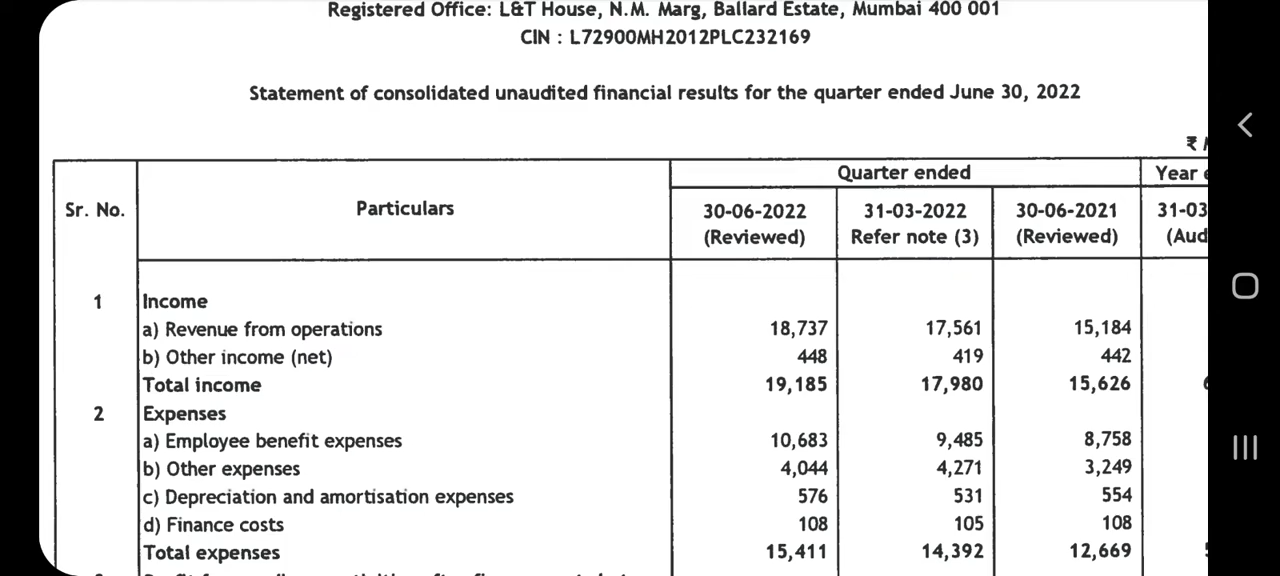 Registered Office: L&T House, N.M. Marg, Ballard Estate, Mumbai 400 001
CIN : L72900MH2012PLC232169
Statement of consolidated unaudited financial results for the quarter ended June 30, 2022
₹
Sr. No. Particulars Quarter ended Year
30-06-2022 31-03-2022 30-06-2021 31-03
(Reviewed) Refer note (3) (Reviewed) (Aud
1 Income
a) Revenue from operations 18,737 17,561 15,184
b) Other income (net) 448 419 442
Total income 19,185 17,980 15,626
2 Expenses
a) Employee benefit expenses 10,683 9,485 8,758
b) Other expenses 4,044 4,271 3,249
c) Depreciation and amortisation expenses 576 531 554
d) Finance costs 108 105 108
Total expenses 15,411 14,392 12,669